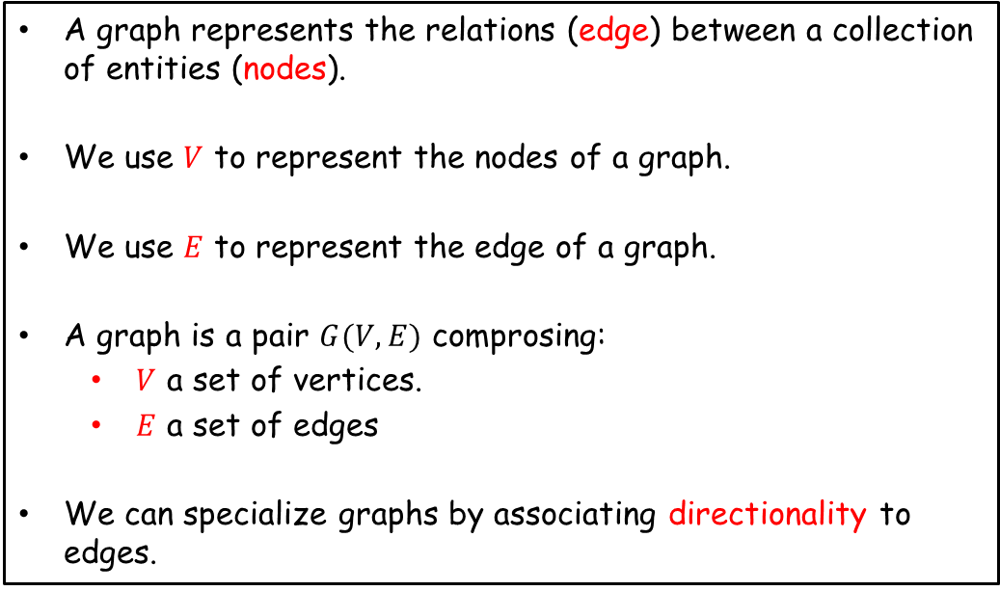 • A graph represents the relations (edge) between a collection
of entities (nodes).
• We use V to represent the nodes of a graph.
• We use E to represent the edge of a graph.
• A graph is a pair G(V, E) comprosing:
• V a set of vertices.
• E a set of edges
• We can specialize graphs by associating directionality to
edges.